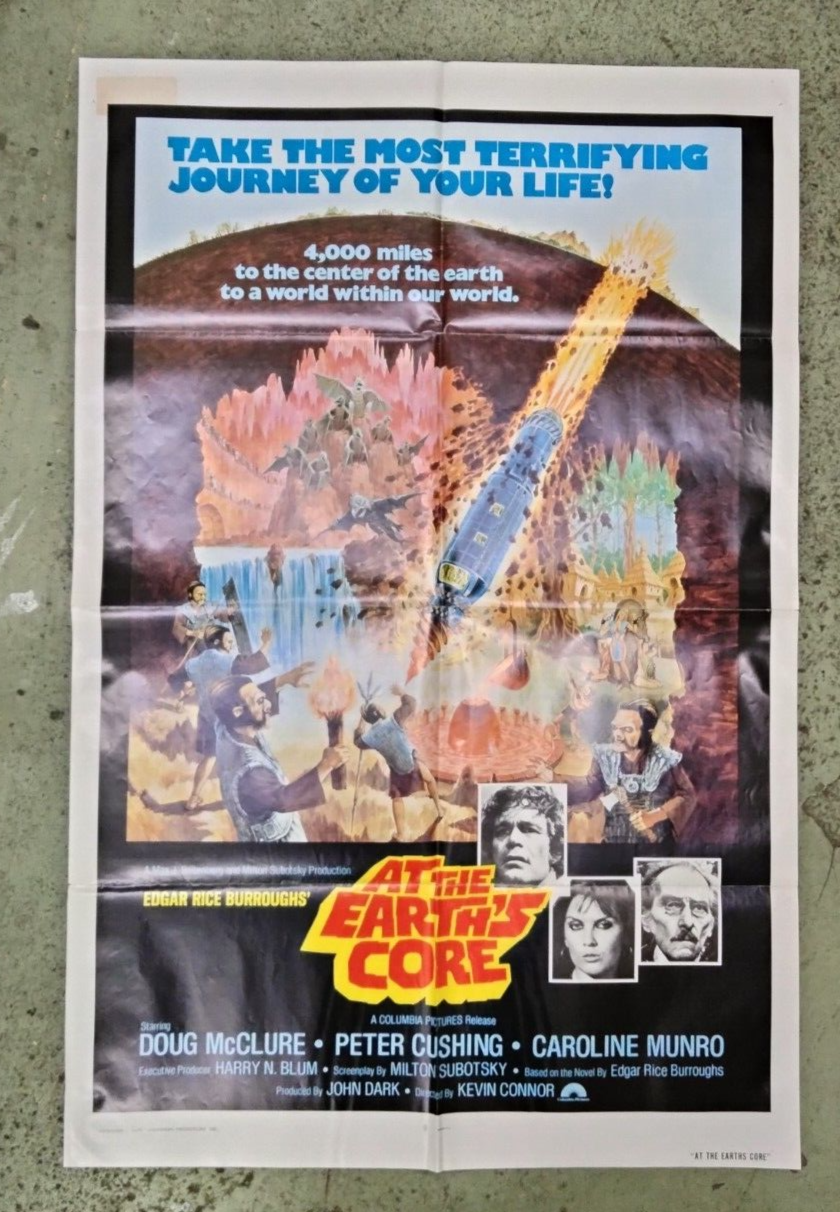 TAKE THE MOST TERRIFYING
JOURNEY OF YOUR LIFE!
4,000 miles
to the center of the earth
to a world within our world.
Milton Subotsky Production
EDGAR RICE BURROUGHS'
AT THE
EARTH'S
CORE
A COLUMBIA PICTURES Release
Starring
DOUG McCLURE • PETER CUSHING • CAROLINE MUNRO
Executive Producer HARRY N. BLUM • Screenplay By MILTON SUBOTSKY • Based on the Novel By Edgar Rice Burroughs
Produced By JOHN DARK • Directed By KEVIN CONNOR
"AT THE EARTHS CORE"